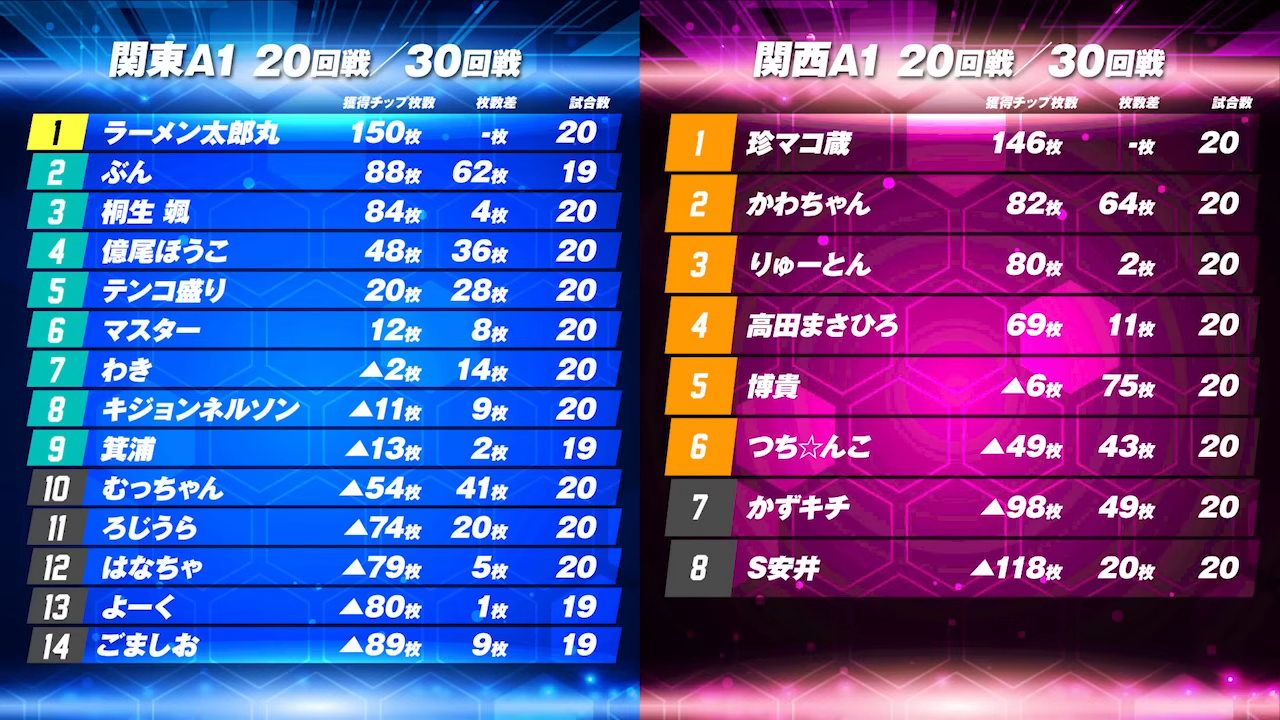 関東A1 20回戦／30回戦
獲得チップ枚数 枚数差 試合数
1 ラーメン太郎丸 150枚 -枚 20
2 ぶん 88枚 62枚 19
3 桐生 颯 84枚 4枚 20
4 億尾ほうこ 48枚 36枚 20
5 テンコ盛り 20枚 28枚 20
6 マスター 12枚 8枚 20
7 わき ▲2枚 14枚 20
8 キジョンネルソン ▲11枚 9枚 20
9 箕浦 ▲13枚 2枚 19
10 むっちゃん ▲54枚 41枚 20
11 ろじうら ▲74枚 20枚 20
12 はなちゃ ▲79枚 5枚 20
13 よーく ▲80枚 1枚 19
14 ごましお ▲89枚 9枚 19
関西A1 20回戦／30回戦
獲得チップ枚数 枚数差 試合数
1 珍マコ蔵 146枚 -枚 20
2 かわちゃん 82枚 64枚 20
3 りゅーとん 80枚 2枚 20
4 高田まさひろ 69枚 11枚 20
5 博貴 ▲6枚 75枚 20
6 つち☆んこ ▲49枚 43枚 20
7 かずキチ ▲98枚 49枚 20
8 S安井 ▲118枚 20枚 20